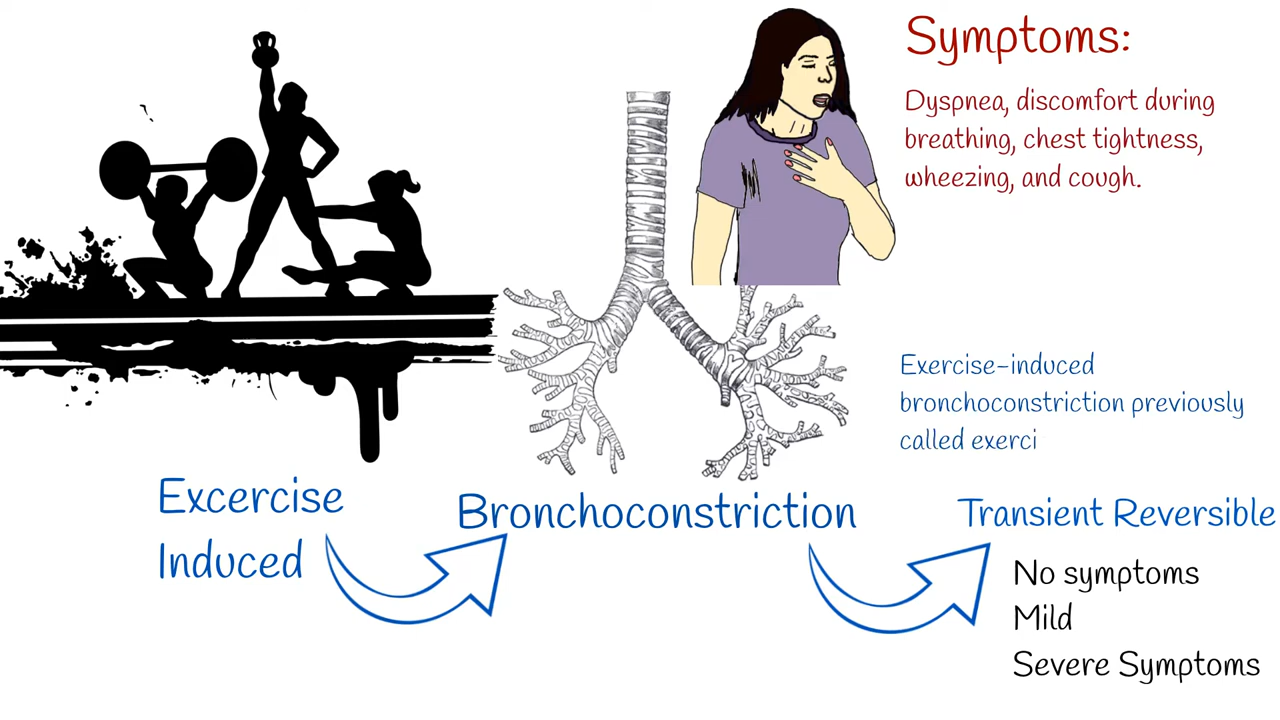 Symptoms:
Dyspnea, discomfort during
breathing, chest tightness,
wheezing, and cough.
Exercise-induced
bronchoconstriction previously
called exerci
Excercise
Induced
Bronchoconstriction
Transient Reversible
No symptoms
Mild
Severe Symptoms